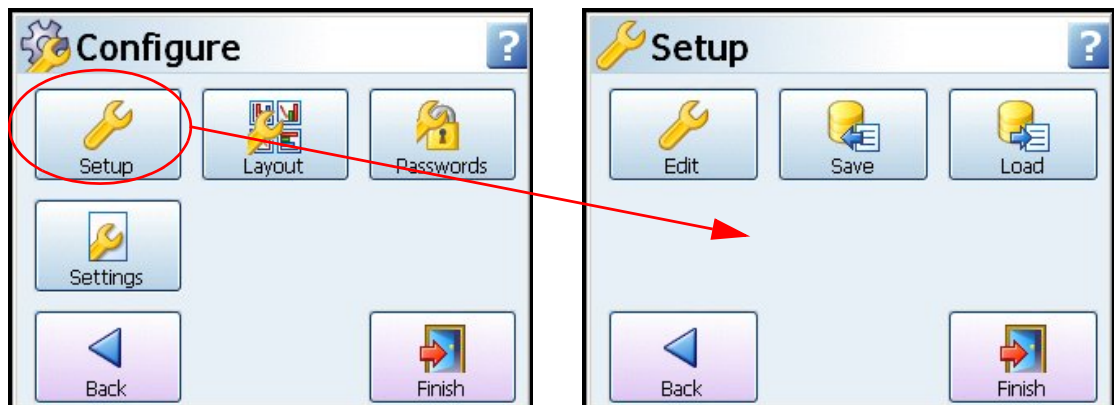 Configure
?
Setup
Layout
Passwords
Settings
Back
Finish
Setup
?
Edit
Save
Load
Back
Finish